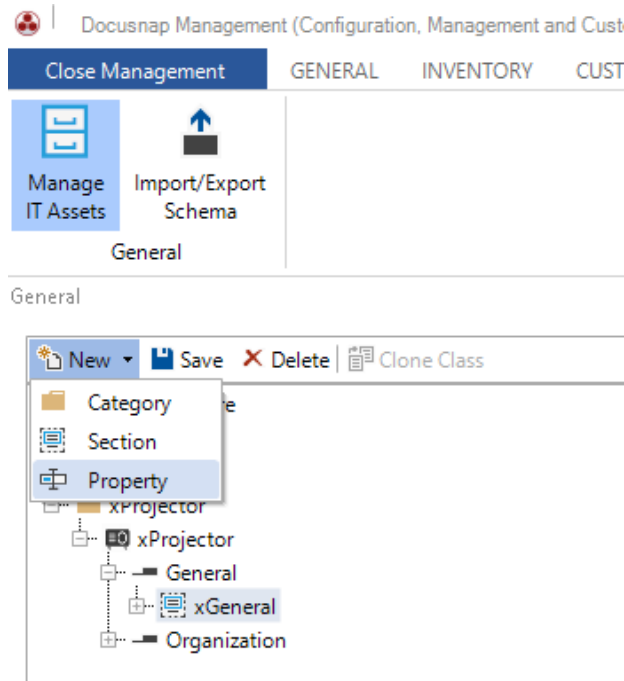 Docusnap Management (Configuration, Management and Cust
Close Management GENERAL INVENTORY CUST
Manage IT Assets
Import/Export Schema
General
General
New Save Delete Clone Class
Category
Section
Property
xProjector
xProjector
General
xGeneral
Organization